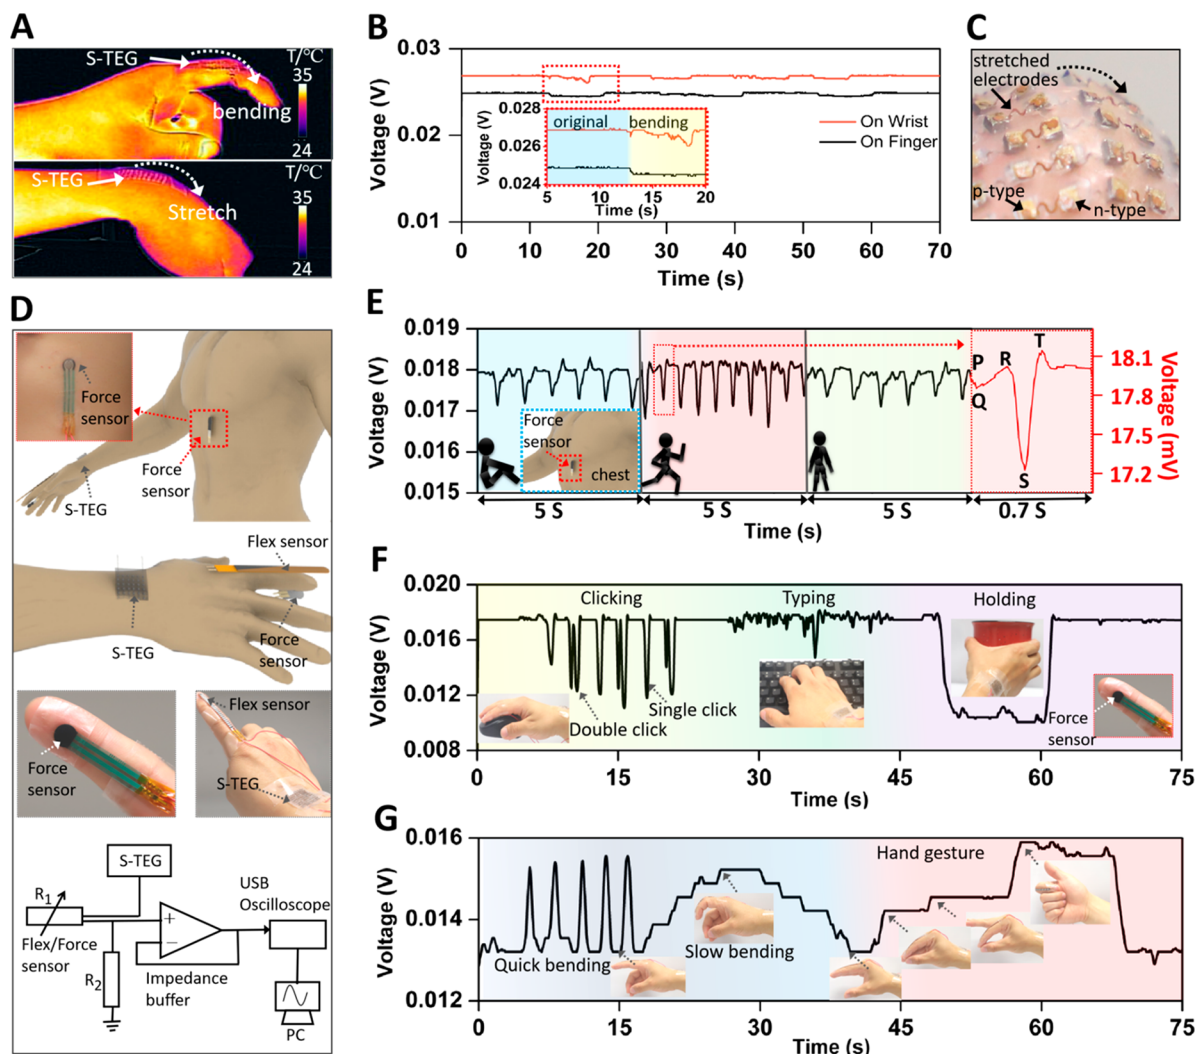 A
S-TEG
T/℃
35
bending
24
S-TEG
T/℃
35
Stretch
24
B
0.03
0.02
0.01
Voltage (V)
0 10 20 30 40 50 60 70
Time (s)
On Wrist
On Finger
0.028
0.026
0.024
Voltage (V)
original
bending
5 10 15 20
Time (s)
C
stretched
electrodes
p-type
n-type
D
Force
sensor
Force
sensor
S-TEG
Flex sensor
Force
sensor
S-TEG
Force
sensor
Flex sensor
S-TEG
S-TEG
R1
Flex/Force
sensor
R2
+
−
Impedance
buffer
USB
Oscilloscope
PC
E
0.019
0.018
0.017
0.016
0.015
Voltage (V)
Force
sensor
chest
5 S
5 S
5 S
0.7 S
Time (s)
P
Q
R
S
T
18.1
17.8
17.5
17.2
Voltage (mV)
F
0.020
0.016
0.012
0.008
Voltage (V)
Clicking
Typing
Holding
Double click
Single click
Force
sensor
0 15 30 45 60 75
Time (s)
G
0.016
0.014
0.012
Voltage (V)
Hand gesture
Quick bending
Slow bending
0 15 30 45 60 75
Time (s)